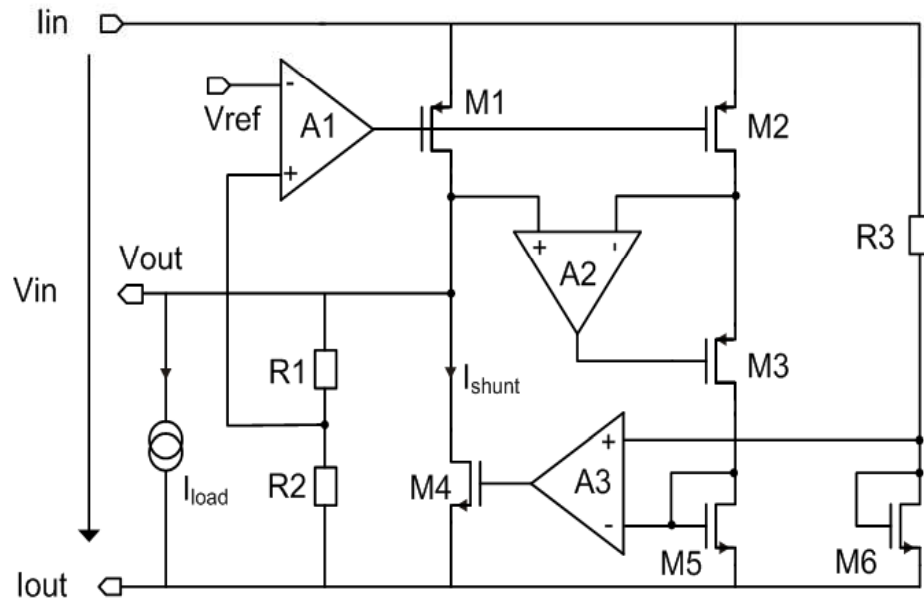 Iin
M1
-
Vref
A1
M2
+
Vout
+
-
R3
A2
Vin
R1
Ishunt
M3
+
A3
R2
M4
Iload
-
M5
M6
Iout